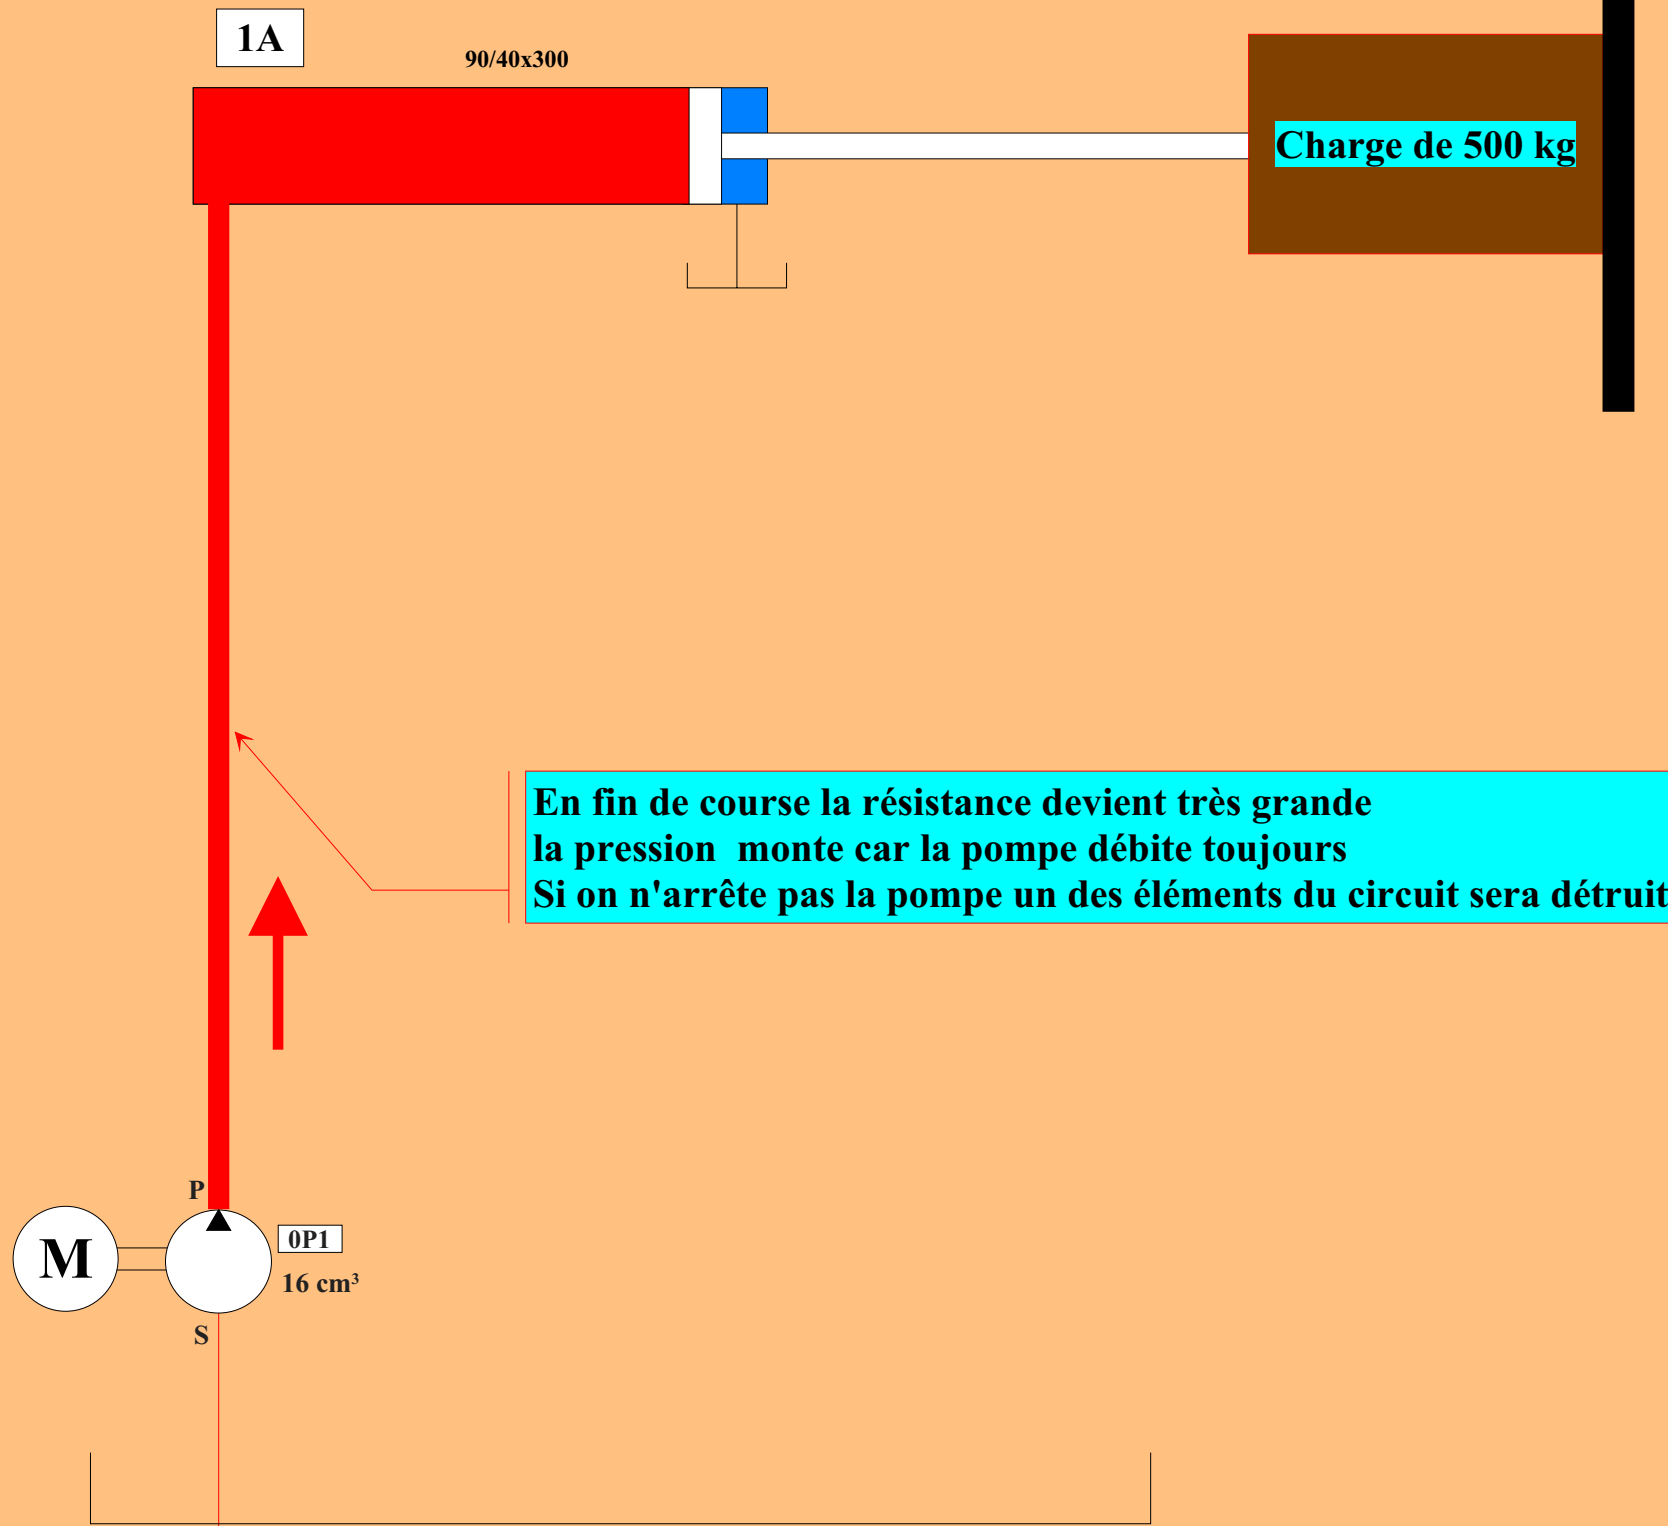 1A
90/40x300
Charge de 500 kg
En fin de course la résistance devient très grande
la pression  monte car la pompe débite toujours
Si on n'arrête pas la pompe un des éléments du circuit sera détruit
P
M
0P1
16 cm³
S